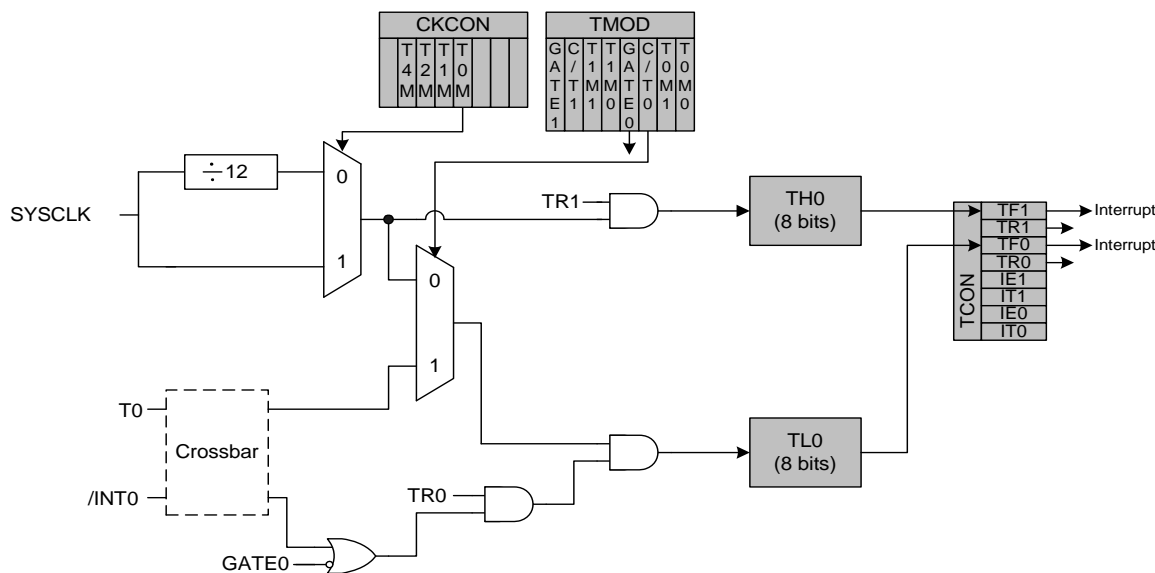 CKCON
T4M
T2M
T1M
T0M
TMOD
GATE1
C/T1
T1M1
T1M0
GATE0
C/T0
T0M1
T0M0
÷12
0
1
SYSCLK
TR1
TH0
(8 bits)
TCON
TF1
TR1
TF0
TR0
IE1
IT1
IE0
IT0
Interrupt
Interrupt
0
1
T0
Crossbar
/INT0
TR0
GATE0
TL0
(8 bits)